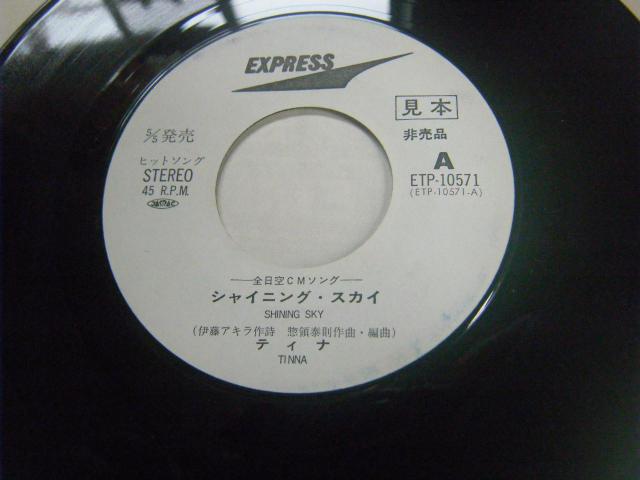 EXPRESS
見本
5/5 発売
非売品
ヒットソング
A
STEREO
ETP-10571
45 R.P.M.
(ETP-10571-A)
JASRAC
——全日空CMソング——
シャイニング・スカイ
SHINING SKY
(伊藤アキラ作詩 惣領泰則作曲・編曲)
ティナ
TINNA